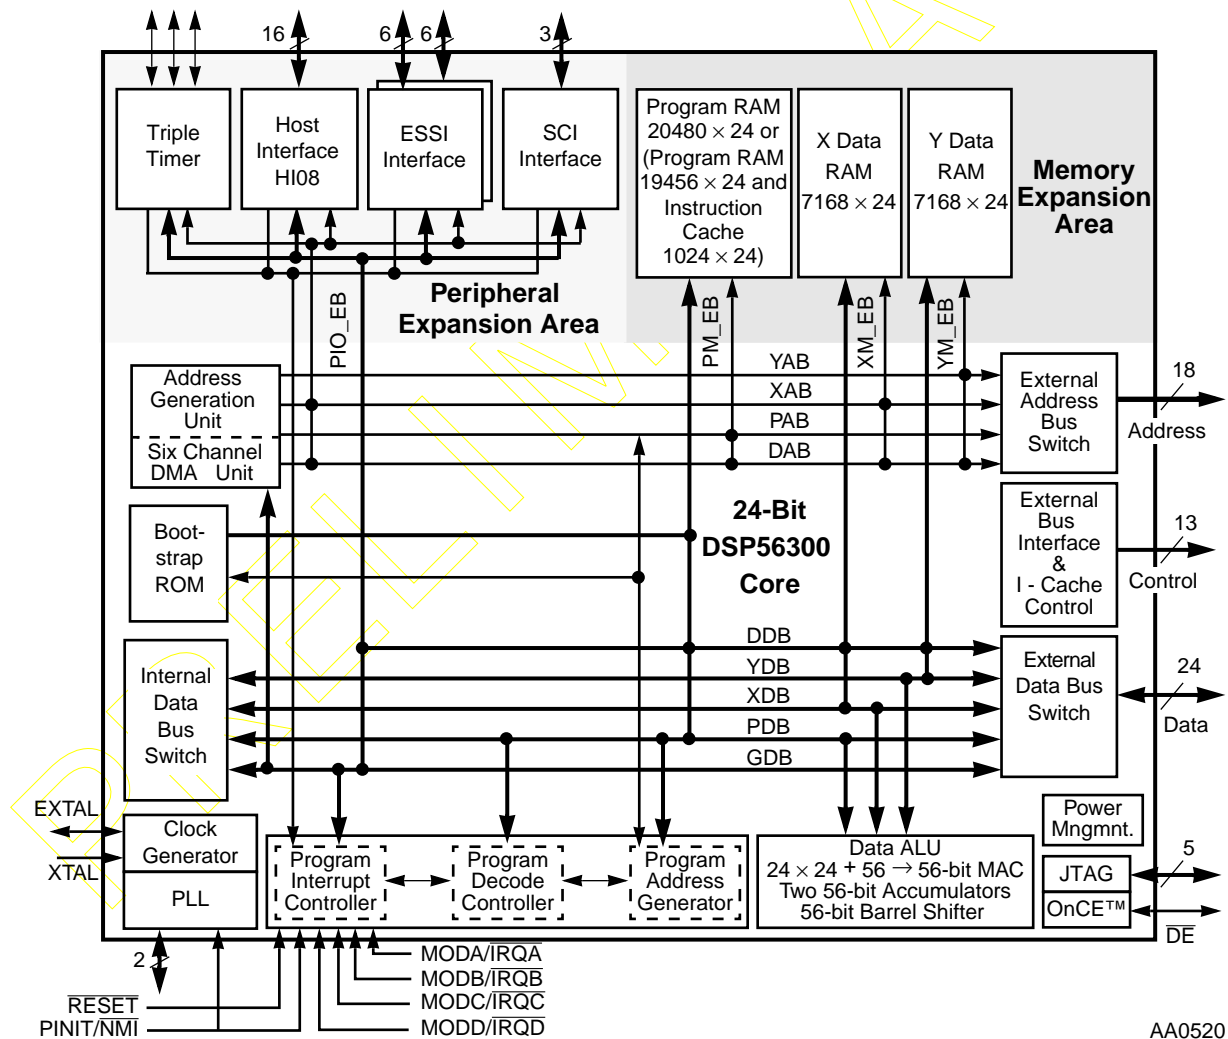 16
6
6
3
Triple
Timer
Host
Interface
HI08
ESSI
Interface
SCI
Interface
Program RAM
20480 × 24 or
(Program RAM
19456 × 24 and
Instruction
Cache
1024 × 24)
X Data
RAM
7168 × 24
Y Data
RAM
7168 × 24
Memory
Expansion
Area
Peripheral
Expansion Area
PIO_EB
PM_EB
XM_EB
YM_EB
Address
Generation
Unit
Six Channel
DMA Unit
YAB
XAB
PAB
DAB
External
Address
Bus
Switch
18
Address
Boot-
strap
ROM
24-Bit
DSP56300
Core
External
Bus
Interface
&
I - Cache
Control
13
Control
Internal
Data
Bus
Switch
DDB
YDB
XDB
PDB
GDB
External
Data Bus
Switch
24
Data
EXTAL
XTAL
Clock
Generator
PLL
2
Program
Interrupt
Controller
Program
Decode
Controller
Program
Address
Generator
Data ALU
24 × 24 + 56 → 56-bit MAC
Two 56-bit Accumulators
56-bit Barrel Shifter
Power
Mngmnt.
JTAG
5
OnCE™
DE
RESET
PINIT/NMI
MODA/IRQA
MODB/IRQB
MODC/IRQC
MODD/IRQD
AA0520
PRELIMINA